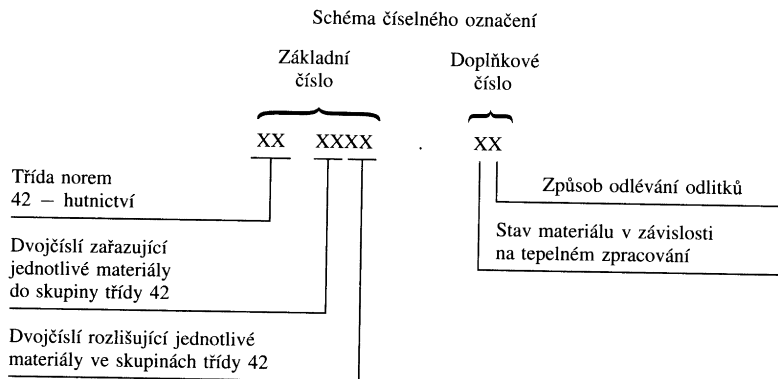 Schéma číselného označení
Základní
číslo
Doplňkové
číslo
XX XXXX . XX
Třída norem
42 — hutnictví
Způsob odlévání odlitků
Stav materiálu v závislosti
na tepelném zpracování
Dvojčíslí zařazující
jednotlivé materiály
do skupiny třídy 42
Dvojčíslí rozlišující jednotlivé
materiály ve skupinách třídy 42